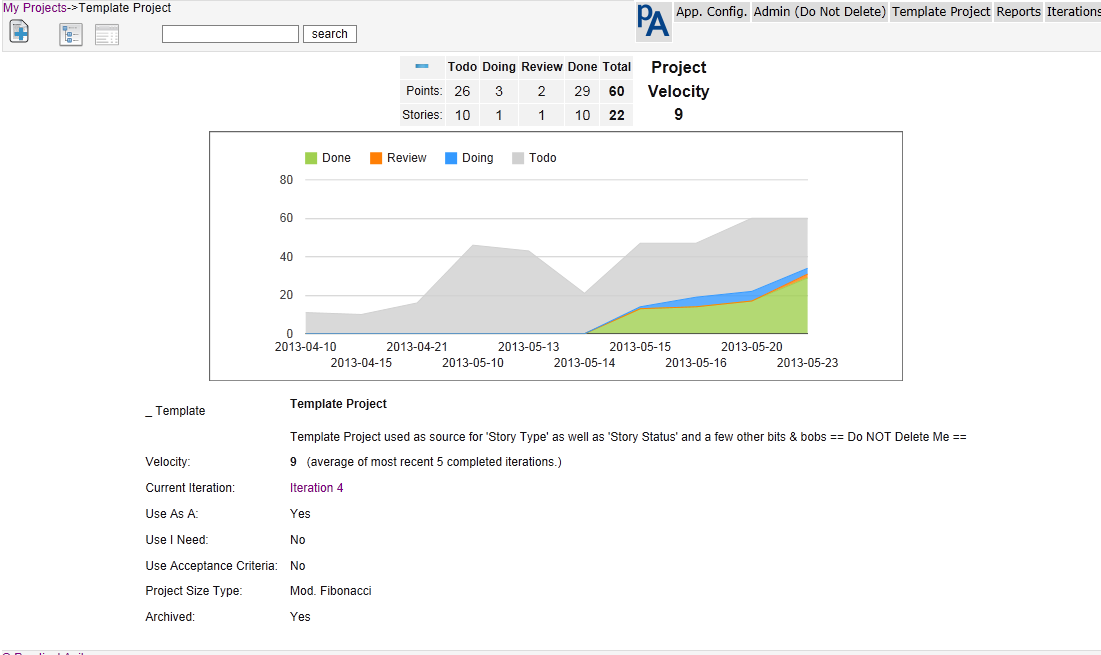 My Projects->Template Project
PA App. Config. Admin (Do Not Delete) Template Project Reports Iterations
search
Todo Doing Review Done Total
Points: 26 3 2 29 60
Stories: 10 1 1 10 22
Project
Velocity
9
Done Review Doing Todo
80
60
40
20
0
2013-04-10 2013-04-21 2013-05-13 2013-05-15 2013-05-20
2013-04-15 2013-05-10 2013-05-14 2013-05-16 2013-05-23
_ Template
Template Project
Template Project used as source for 'Story Type' as well as 'Story Status' and a few other bits & bobs == Do NOT Delete Me ==
Velocity: 9 (average of most recent 5 completed iterations.)
Current Iteration: Iteration 4
Use As A: Yes
Use I Need: No
Use Acceptance Criteria: No
Project Size Type: Mod. Fibonacci
Archived: Yes